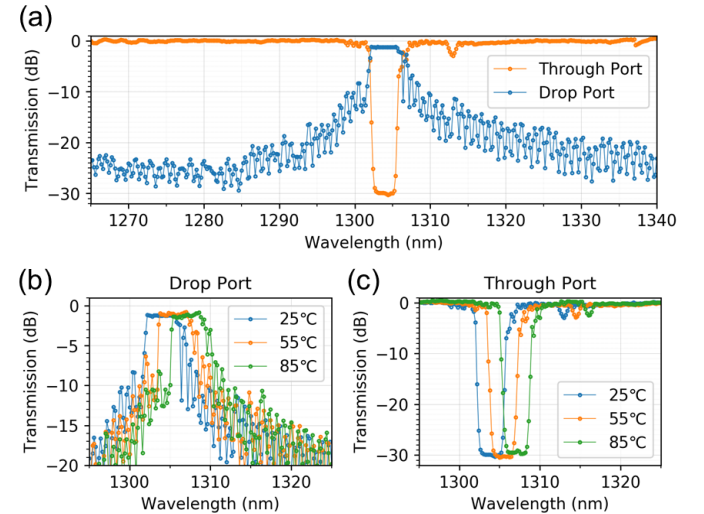 (a)
0
−10
−20
−30
Transmission (dB)
Through Port
Drop Port
1270 1280 1290 1300 1310 1320 1330 1340
Wavelength (nm)
(b)
Drop Port
0
−5
−10
−15
−20
Transmission (dB)
25℃
55℃
85℃
1300 1310 1320
Wavelength (nm)
(c)
Through Port
0
−10
−20
−30
Transmission (dB)
25℃
55℃
85℃
1300 1310 1320
Wavelength (nm)